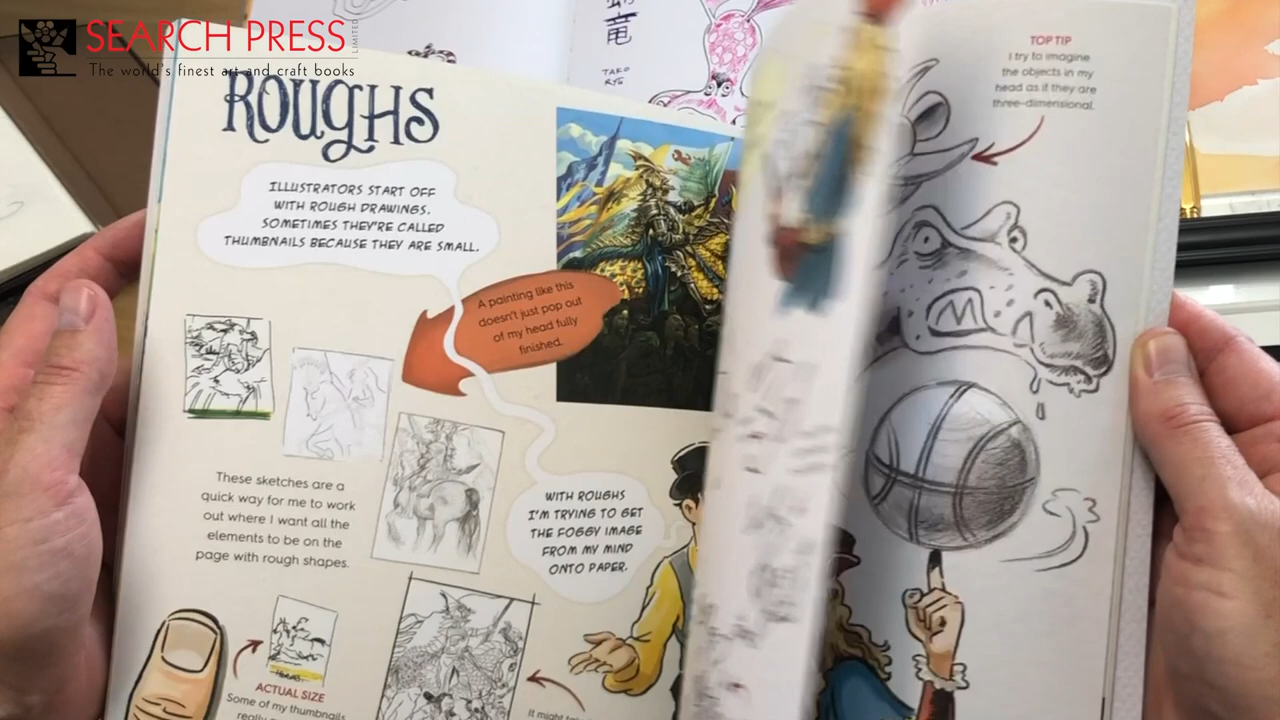 SEARCH PRESS
LIMITED
The world's finest art and craft books
竜
TAKO
RYŪ
ROUGHS
ILLUSTRATORS START OFF
WITH ROUGH DRAWINGS.
SOMETIMES THEY'RE CALLED
THUMBNAILS BECAUSE THEY ARE SMALL.
A painting like this
doesn't just pop out
of my head fully
finished.
These sketches are a
quick way for me to work
out where I want all the
elements to be on the
page with rough shapes.
WITH ROUGHS
I'M TRYING TO GET
THE FOGGY IMAGE
FROM MY MIND
ONTO PAPER.
ACTUAL SIZE
Some of my thumbnails
really
It might
TOP TIP
I try to imagine
the objects in my
head as if they are
three-dimensional.